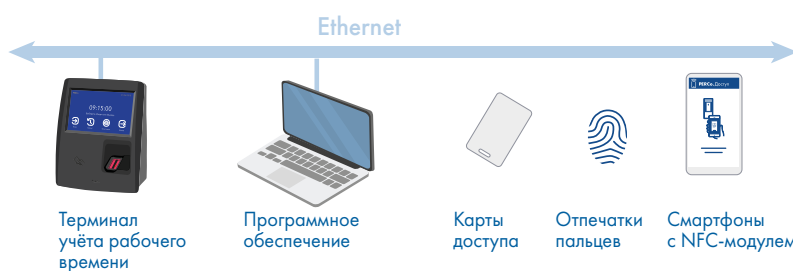 Ethernet
09:15:00
PERCo.Доступ
Терминал
учёта рабочего
времени
Программное
обеспечение
Карты
доступа
Отпечатки
пальцев
Смартфоны
с NFC-модулем